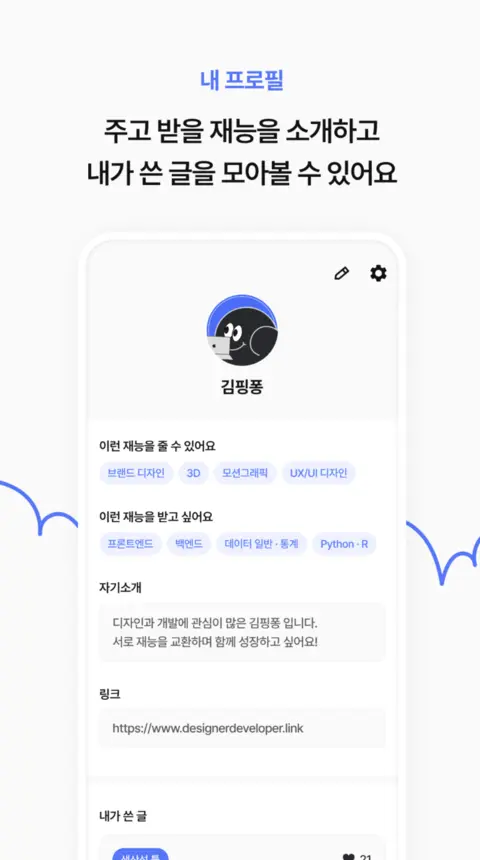 내 프로필
주고 받을 재능을 소개하고
내가 쓴 글을 모아볼 수 있어요
김핑퐁
이런 재능을 줄 수 있어요
브랜드 디자인 3D 모션그래픽 UX/UI 디자인
이런 재능을 받고 싶어요
프론트엔드 백엔드 데이터 일반 · 통계 Python · R
자기소개
디자인과 개발에 관심이 많은 김핑퐁 입니다.
서로 재능을 교환하며 함께 성장하고 싶어요!
링크
https://www.designerdeveloper.link
내가 쓴 글
생산성 툴 21